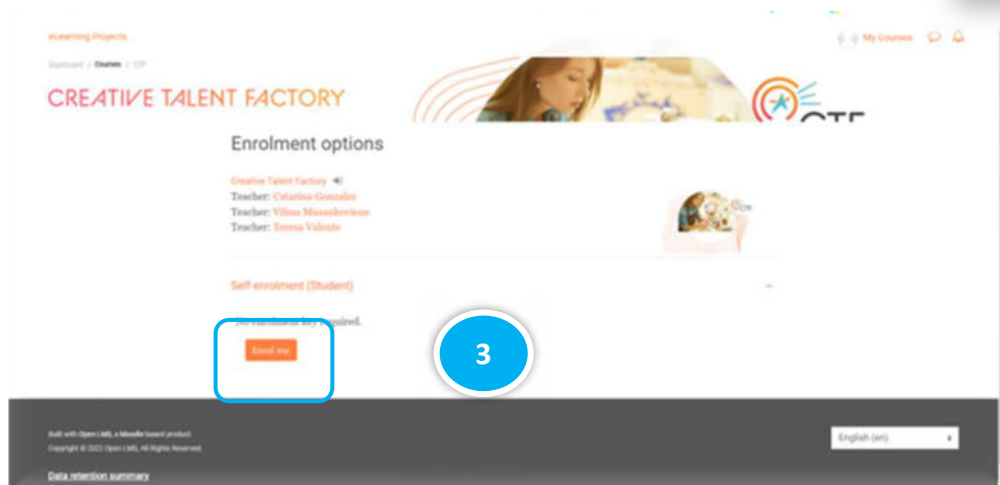 eLearning Projects
My Courses
Dashboard / Courses / CTF
CREATIVE TALENT FACTORY
CTF
Enrolment options
Creative Talent Factory
Teacher: Catarina Gonzalez
Teacher: Vilma
Teacher: Teresa Valente
Self-enrolment (Student)
No enrolment key required.
Enrol me
3
Built with Open LMS, a Moodle-based product.
Copyright © 2022 Open LMS, All Rights Reserved.
English (en)
Data retention summary